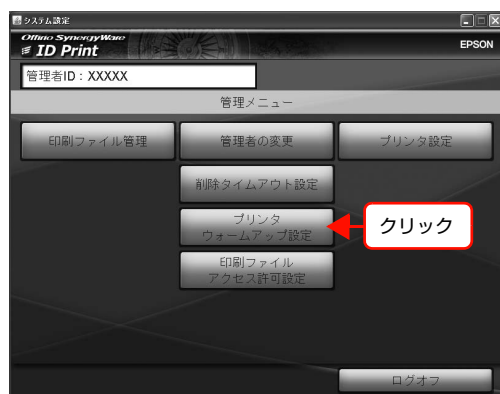 システム設定
Offirio SynergyWare
ID Print
EPSON
管理者ID：XXXXX
管理メニュー
印刷ファイル管理
管理者の変更
プリンタ設定
削除タイムアウト設定
プリンタ
ウォームアップ設定
クリック
印刷ファイル
アクセス許可設定
ログオフ